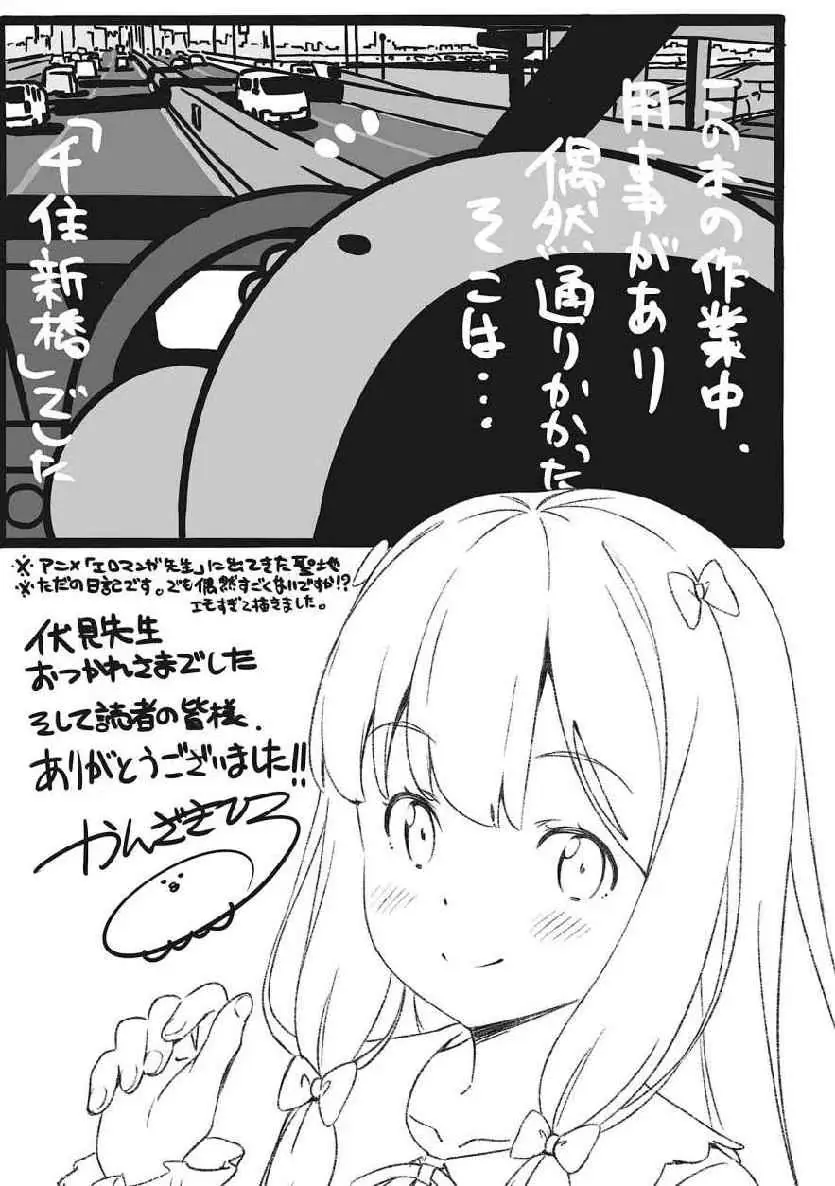 この本の作業中、
用事があり
偶然通りかかった
そこは…
「千住新橋」でした
※アニメ「エロマンガ先生」に出てきた聖地
※ただの日記です。でも偶然すごくないですか!?
エモすぎて描きました。
伏見先生
おつかれさまでした
そして読者の皆様、
ありがとうございました!!
かんざきひろ